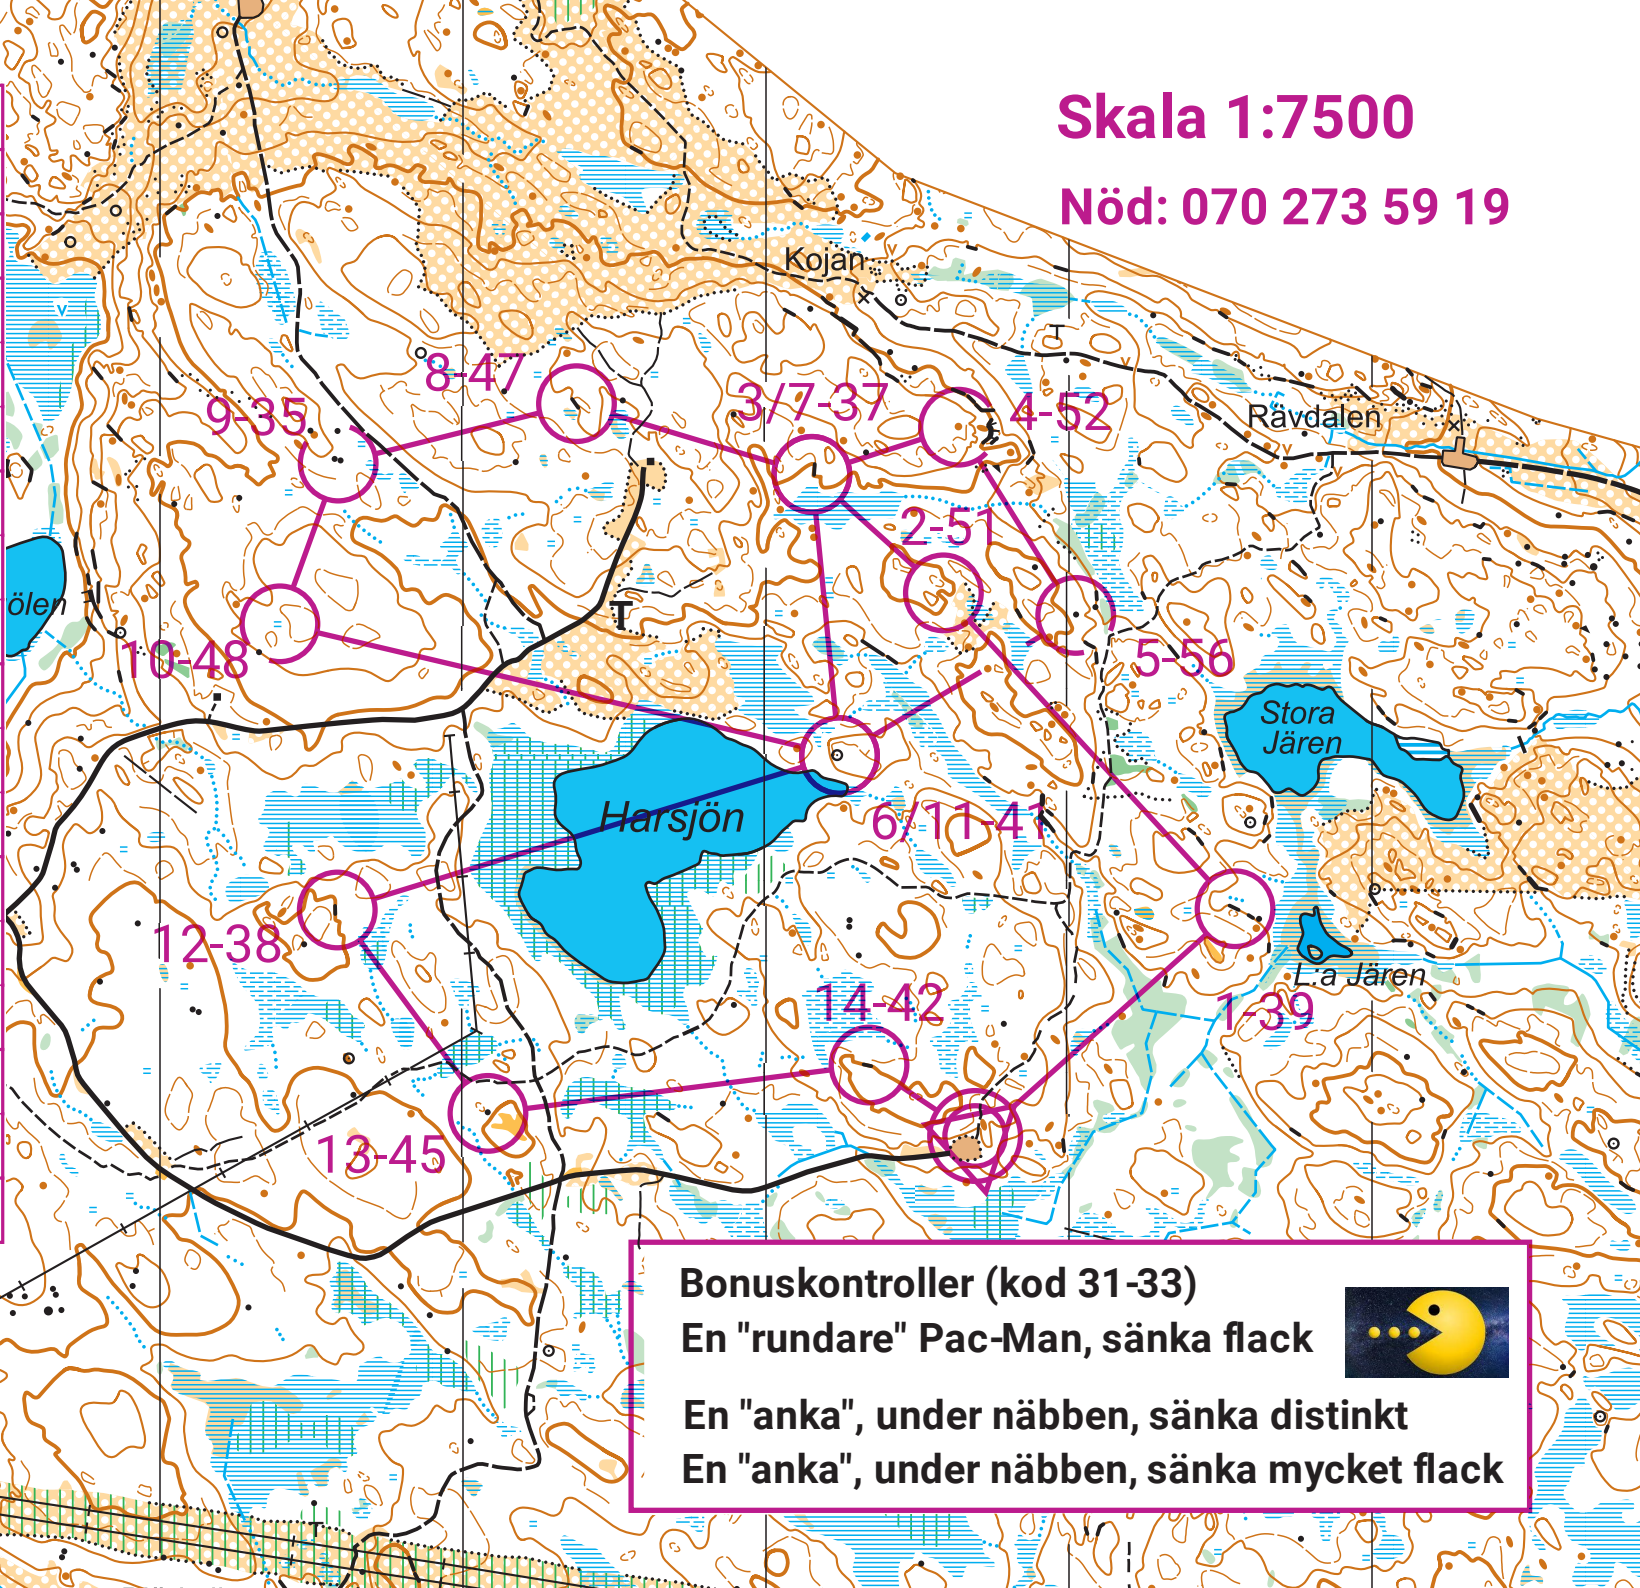 Skala 1:7500
Nöd: 070 273 59 19
Kojan
8-47
9-35
3/7-37
4-52
Rävdalen
2-51
ölen
T
10-48
5-56
Stora
Jären
Harsjön
6/11-41
12-38
L:a Jären
14-42
1-39
13-45
Bonuskontroller (kod 31-33)
En "rundare" Pac-Man, sänka flack
En "anka", under näbben, sänka distinkt
En "anka", under näbben, sänka mycket flack